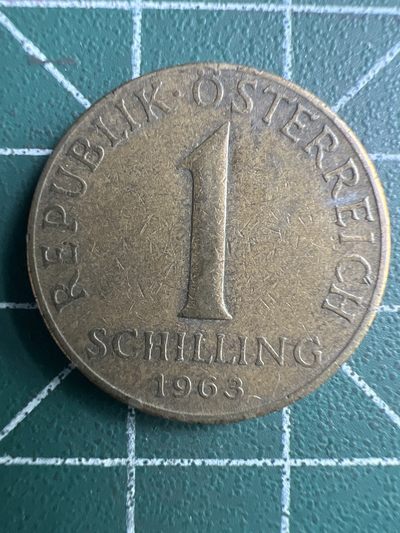 REPUBLIK·ÖSTERREICH
1
SCHILLING
1963